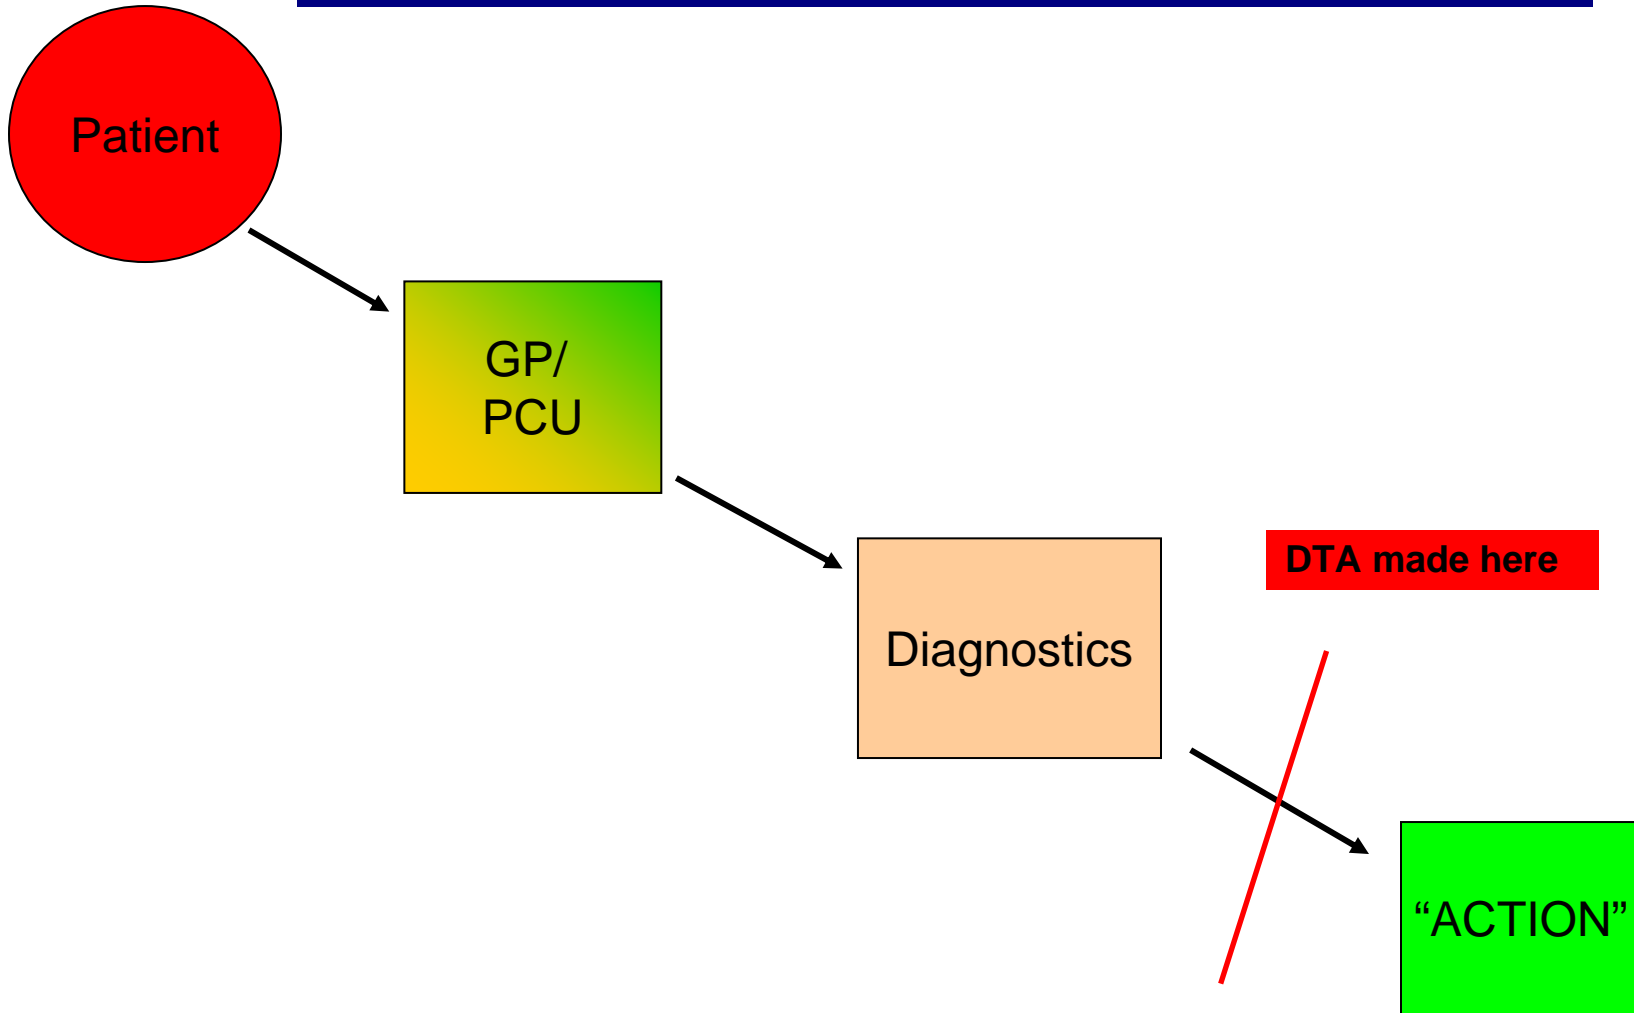 Patient
GP/
PCU
DTA made here
Diagnostics
“ACTION”